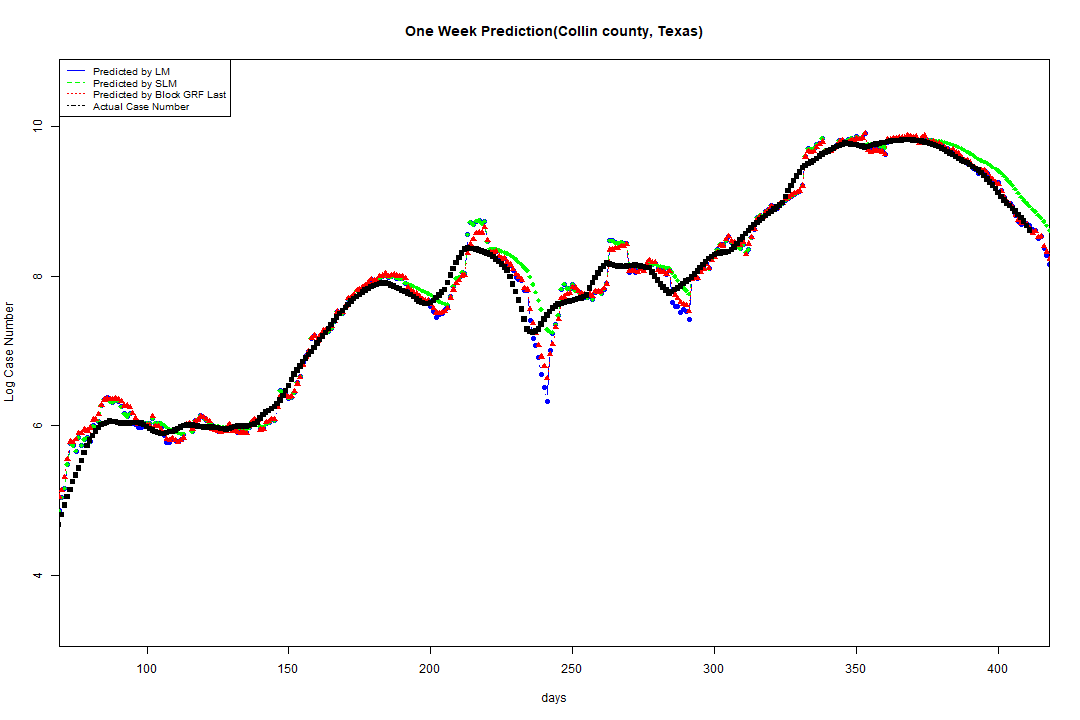 One Week Prediction(Collin county, Texas)
Predicted by LM
Predicted by SLM
Predicted by Block GRF Last
Actual Case Number
10
8
6
4
Log Case Number
100 150 200 250 300 350 400
days